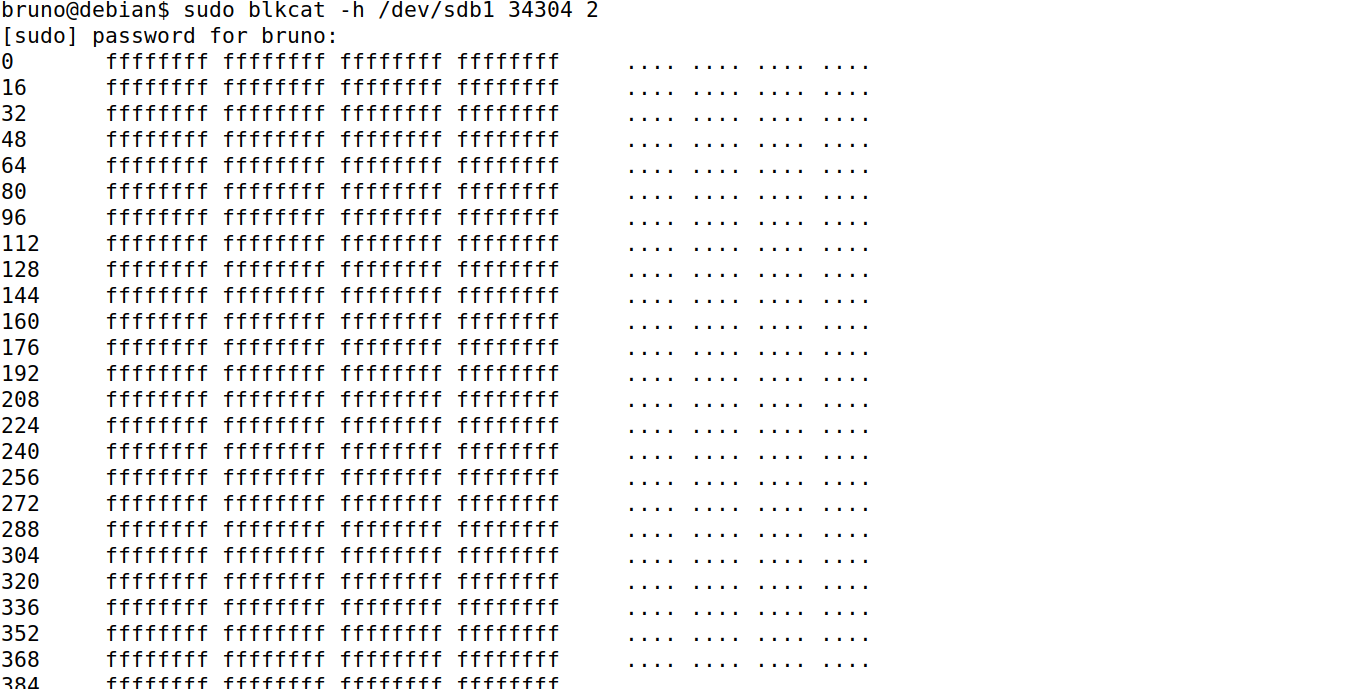 bruno@debian$ sudo blkcat -h /dev/sdb1 34304 2
[sudo] password for bruno:
0 ffffffff ffffffff ffffffff ffffffff .... .... .... ....
16 ffffffff ffffffff ffffffff ffffffff .... .... .... ....
32 ffffffff ffffffff ffffffff ffffffff .... .... .... ....
48 ffffffff ffffffff ffffffff ffffffff .... .... .... ....
64 ffffffff ffffffff ffffffff ffffffff .... .... .... ....
80 ffffffff ffffffff ffffffff ffffffff .... .... .... ....
96 ffffffff ffffffff ffffffff ffffffff .... .... .... ....
112 ffffffff ffffffff ffffffff ffffffff .... .... .... ....
128 ffffffff ffffffff ffffffff ffffffff .... .... .... ....
144 ffffffff ffffffff ffffffff ffffffff .... .... .... ....
160 ffffffff ffffffff ffffffff ffffffff .... .... .... ....
176 ffffffff ffffffff ffffffff ffffffff .... .... .... ....
192 ffffffff ffffffff ffffffff ffffffff .... .... .... ....
208 ffffffff ffffffff ffffffff ffffffff .... .... .... ....
224 ffffffff ffffffff ffffffff ffffffff .... .... .... ....
240 ffffffff ffffffff ffffffff ffffffff .... .... .... ....
256 ffffffff ffffffff ffffffff ffffffff .... .... .... ....
272 ffffffff ffffffff ffffffff ffffffff .... .... .... ....
288 ffffffff ffffffff ffffffff ffffffff .... .... .... ....
304 ffffffff ffffffff ffffffff ffffffff .... .... .... ....
320 ffffffff ffffffff ffffffff ffffffff .... .... .... ....
336 ffffffff ffffffff ffffffff ffffffff .... .... .... ....
352 ffffffff ffffffff ffffffff ffffffff .... .... .... ....
368 ffffffff ffffffff ffffffff ffffffff .... .... .... ....
384 ffffffff ffffffff ffffffff ffffffff